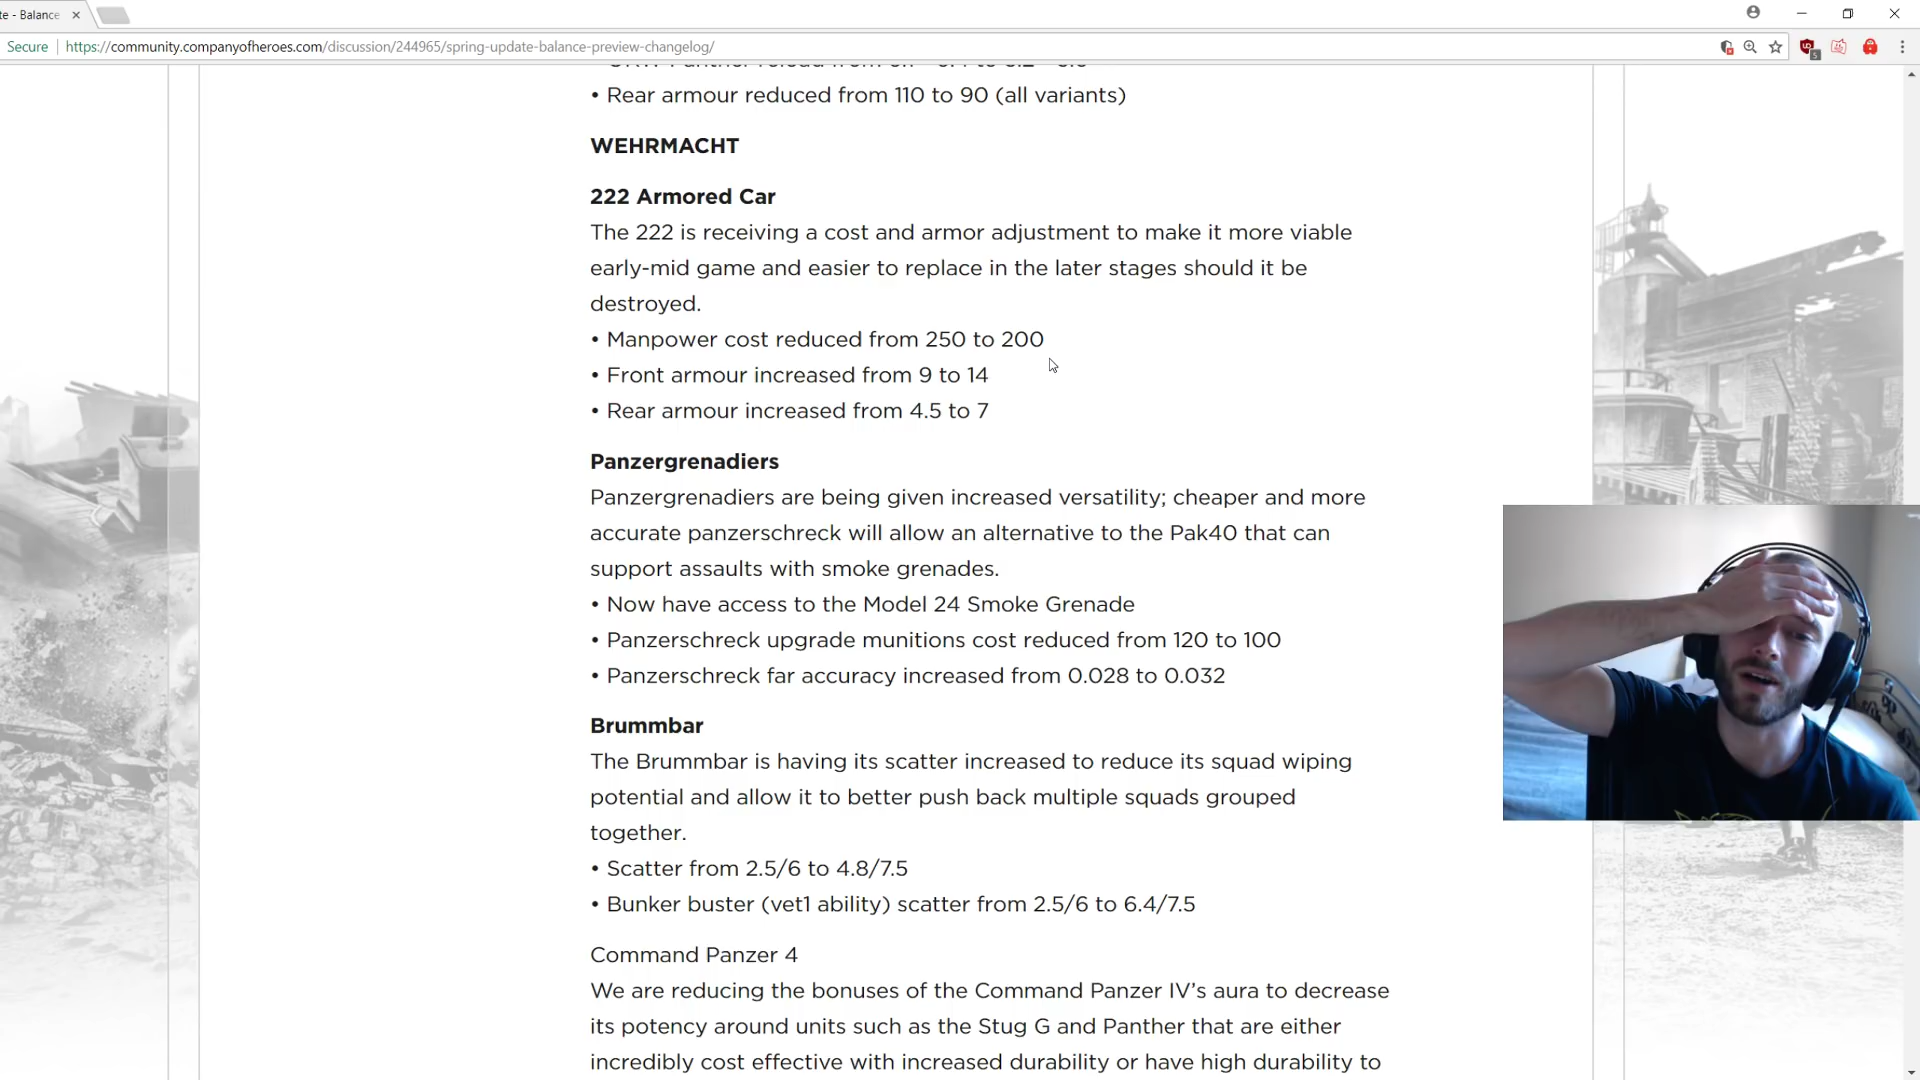 te - Balance
Secure
https://community.companyofheroes.com/discussion/244965/spring-update-balance-preview-changelog/
• Rear armour reduced from 110 to 90 (all variants)
WEHRMACHT
222 Armored Car
The 222 is receiving a cost and armor adjustment to make it more viable
early-mid game and easier to replace in the later stages should it be
destroyed.
• Manpower cost reduced from 250 to 200
• Front armour increased from 9 to 14
• Rear armour increased from 4.5 to 7
Panzergrenadiers
Panzergrenadiers are being given increased versatility; cheaper and more
accurate panzerschreck will allow an alternative to the Pak40 that can
support assaults with smoke grenades.
• Now have access to the Model 24 Smoke Grenade
• Panzerschreck upgrade munitions cost reduced from 120 to 100
• Panzerschreck far accuracy increased from 0.028 to 0.032
Brummbar
The Brummbar is having its scatter increased to reduce its squad wiping
potential and allow it to better push back multiple squads grouped
together.
• Scatter from 2.5/6 to 4.8/7.5
• Bunker buster (vet1 ability) scatter from 2.5/6 to 6.4/7.5
Command Panzer 4
We are reducing the bonuses of the Command Panzer IV’s aura to decrease
its potency around units such as the Stug G and Panther that are either
incredibly cost effective with increased durability or have high durability to